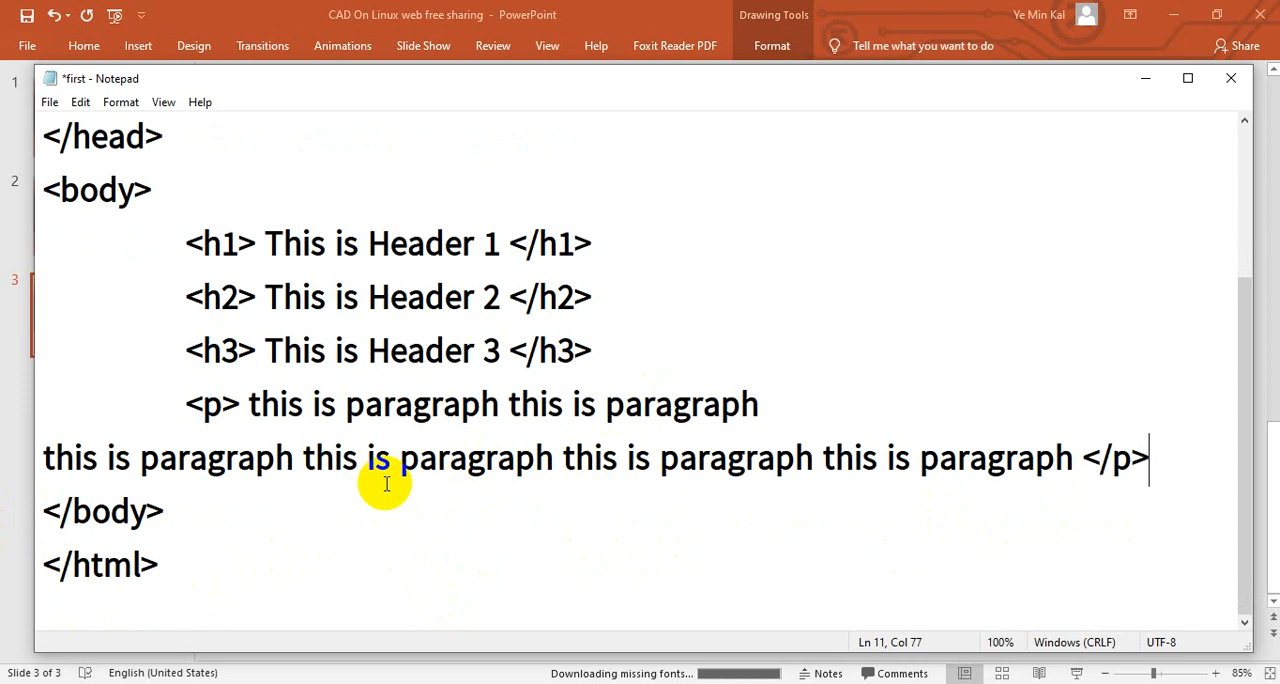 CAD On Linux web free sharing - PowerPoint
Drawing Tools
Ye Min Kal
File Home Insert Design Transitions Animations Slide Show Review View Help Foxit Reader PDF Format Tell me what you want to do Share
1
*first - Notepad
File Edit Format View Help
</head>
2
<body>
<h1> This is Header 1 </h1>
3
<h2> This is Header 2 </h2>
<h3> This is Header 3 </h3>
<p> this is paragraph this is paragraph
this is paragraph this is paragraph this is paragraph this is paragraph </p>
</body>
</html>
Ln 11, Col 77 100% Windows (CRLF) UTF-8
Slide 3 of 3 English (United States) Downloading missing fonts... Notes Comments 85%